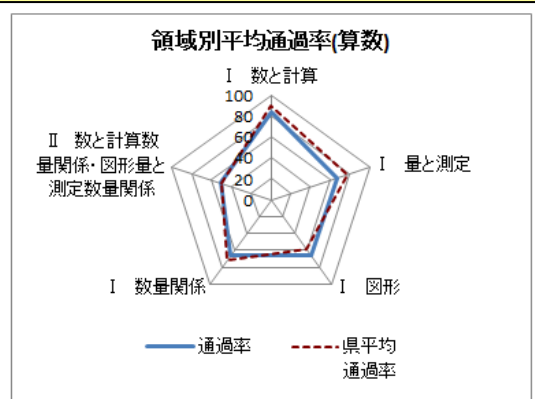 領域別平均通過率(算数)
Ⅰ 数と計算
100
80
60
40
20
0
Ⅰ 量と測定
Ⅰ 図形
Ⅰ 数量関係
Ⅱ 数と計算数
量関係・図形量と
測定数量関係
通過率
県平均
通過率